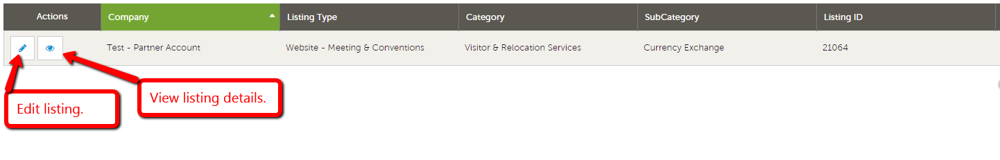 Actions Company Listing Type Category SubCategory Listing ID
Test - Partner Account Website - Meeting & Conventions Visitor & Relocation Services Currency Exchange 21064
View listing details.
Edit listing.